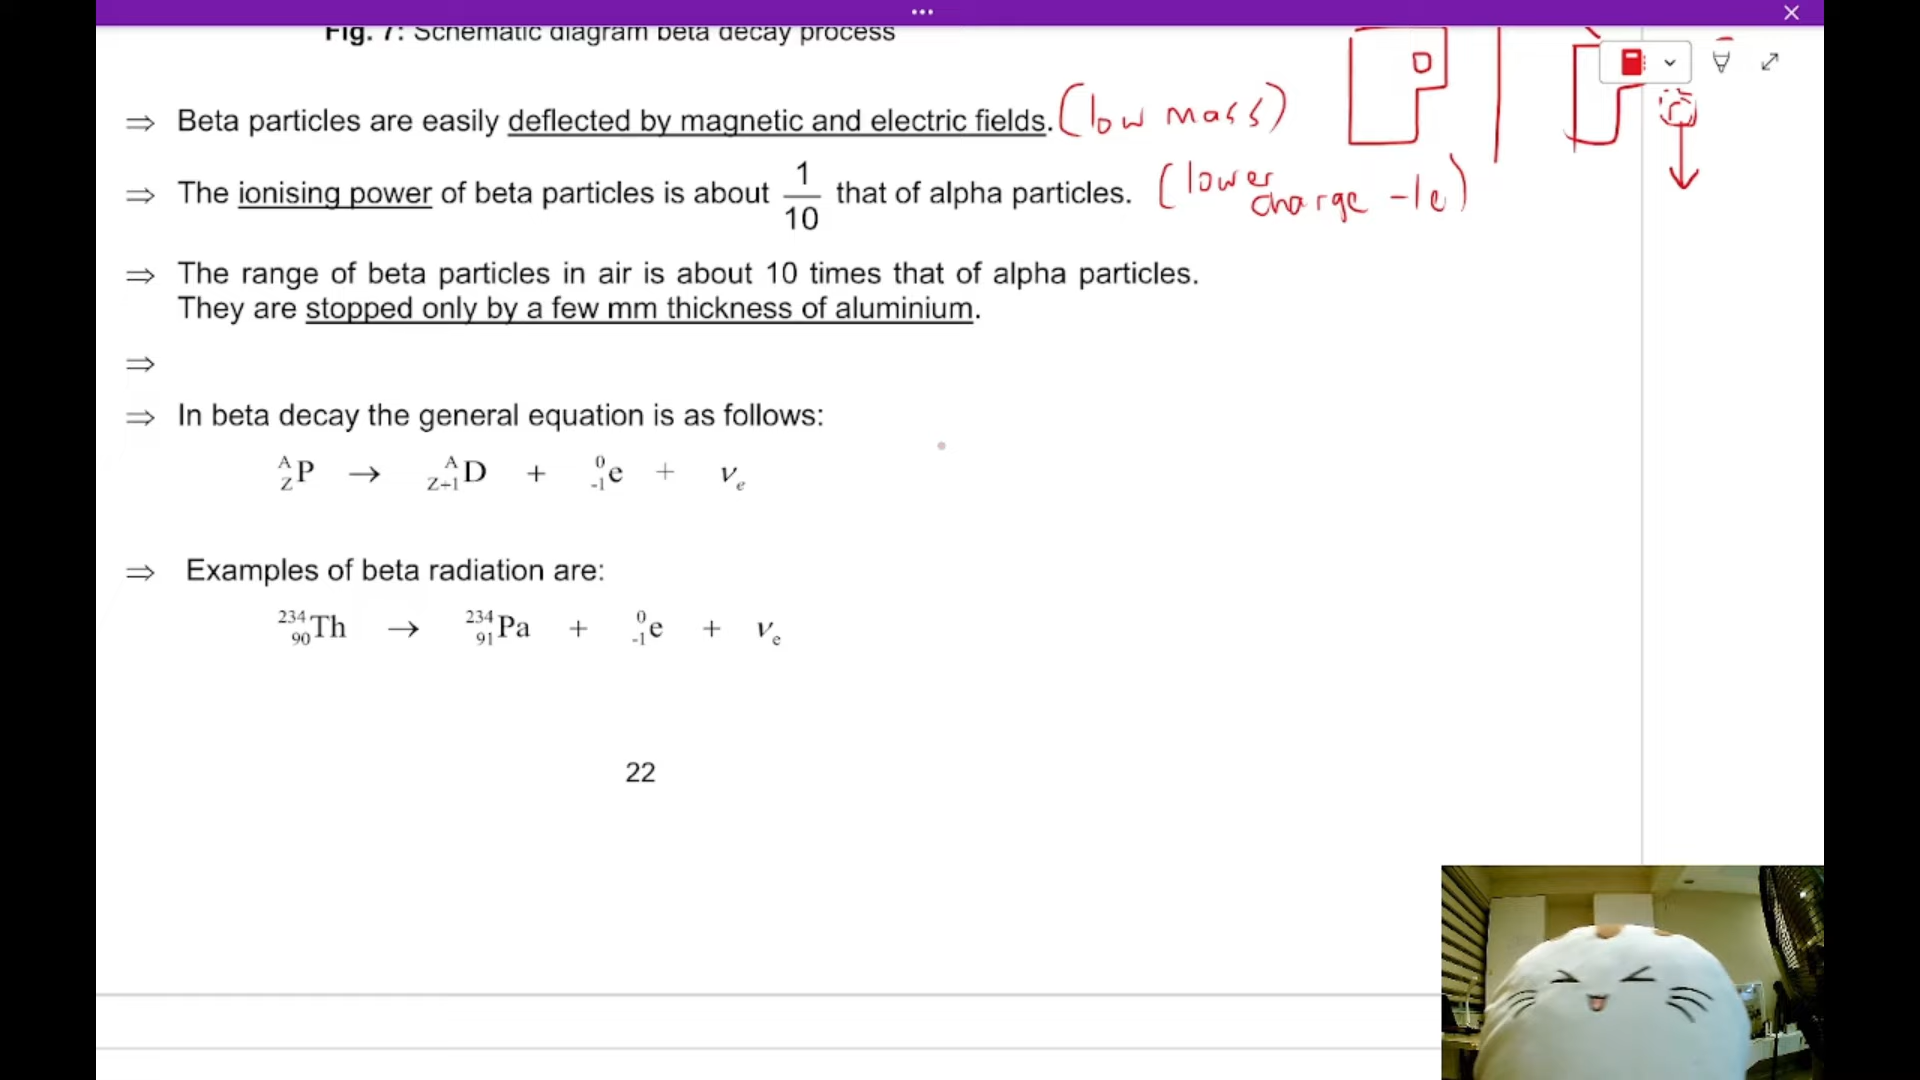 Fig. 7: Schematic diagram beta decay process
⇒ Beta particles are easily deflected by magnetic and electric fields. (low mass)
⇒ The ionising power of beta particles is about 1/10 that of alpha particles. (lower charge -1e)
⇒ The range of beta particles in air is about 10 times that of alpha particles.
They are stopped only by a few mm thickness of aluminium.
⇒
⇒ In beta decay the general equation is as follows:
A Z P → A Z+1 D + 0 -1 e + ν e
⇒ Examples of beta radiation are:
234 90 Th → 234 91 Pa + 0 -1 e + ν e
22